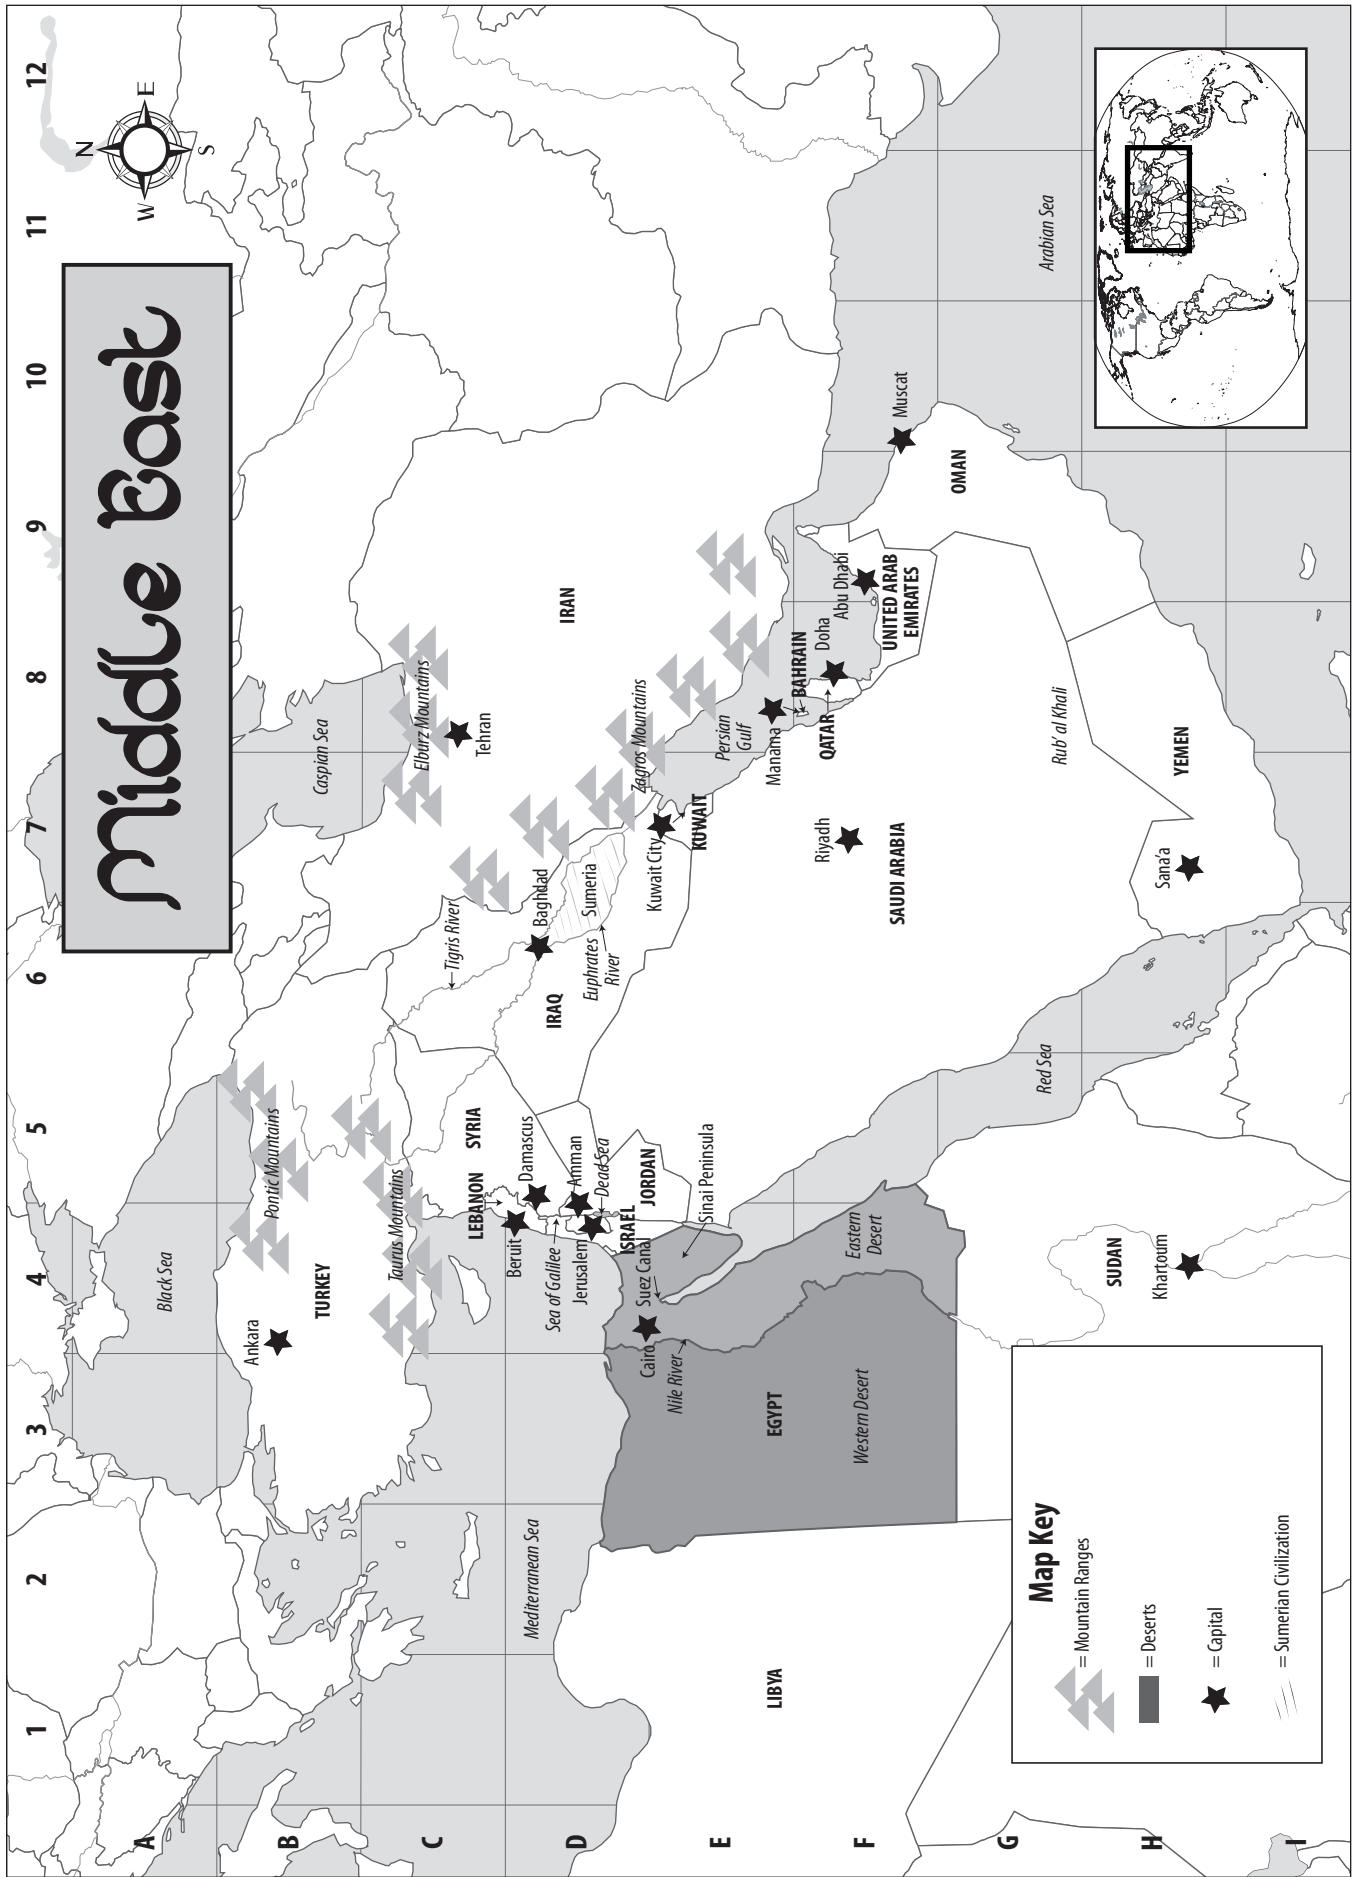 Middle East
1
2
3
4
5
6
7
8
9
10
11
12
A
B
C
D
E
F
G
H
I
N
E
S
W
Black Sea
Caspian Sea
Ankara
Pontic Mountains
TURKEY
Taurus Mountains
Elburz Mountains
Tehran
Tigris River
LEBANON
SYRIA
Beruit
Damascus
Mediterranean Sea
Sea of Galilee
Amman
Jerusalem
Dead Sea
ISRAEL
JORDAN
IRAQ
Baghdad
Sumeria
Euphrates
River
IRAN
Zagros Mountains
Kuwait City
KUWAIT
Suez Canal
Cairo
Nile River
Sinai Peninsula
Persian
Gulf
Manama
BAHRAIN
QATAR
Doha
Abu Dhabi
UNITED ARAB
EMIRATES
Muscat
OMAN
LIBYA
EGYPT
Western Desert
Eastern
Desert
Riyadh
SAUDI ARABIA
Red Sea
Rub' al Khali
Arabian Sea
SUDAN
Khartoum
Sana'a
YEMEN
Map Key
= Mountain Ranges
= Deserts
= Capital
= Sumerian Civilization